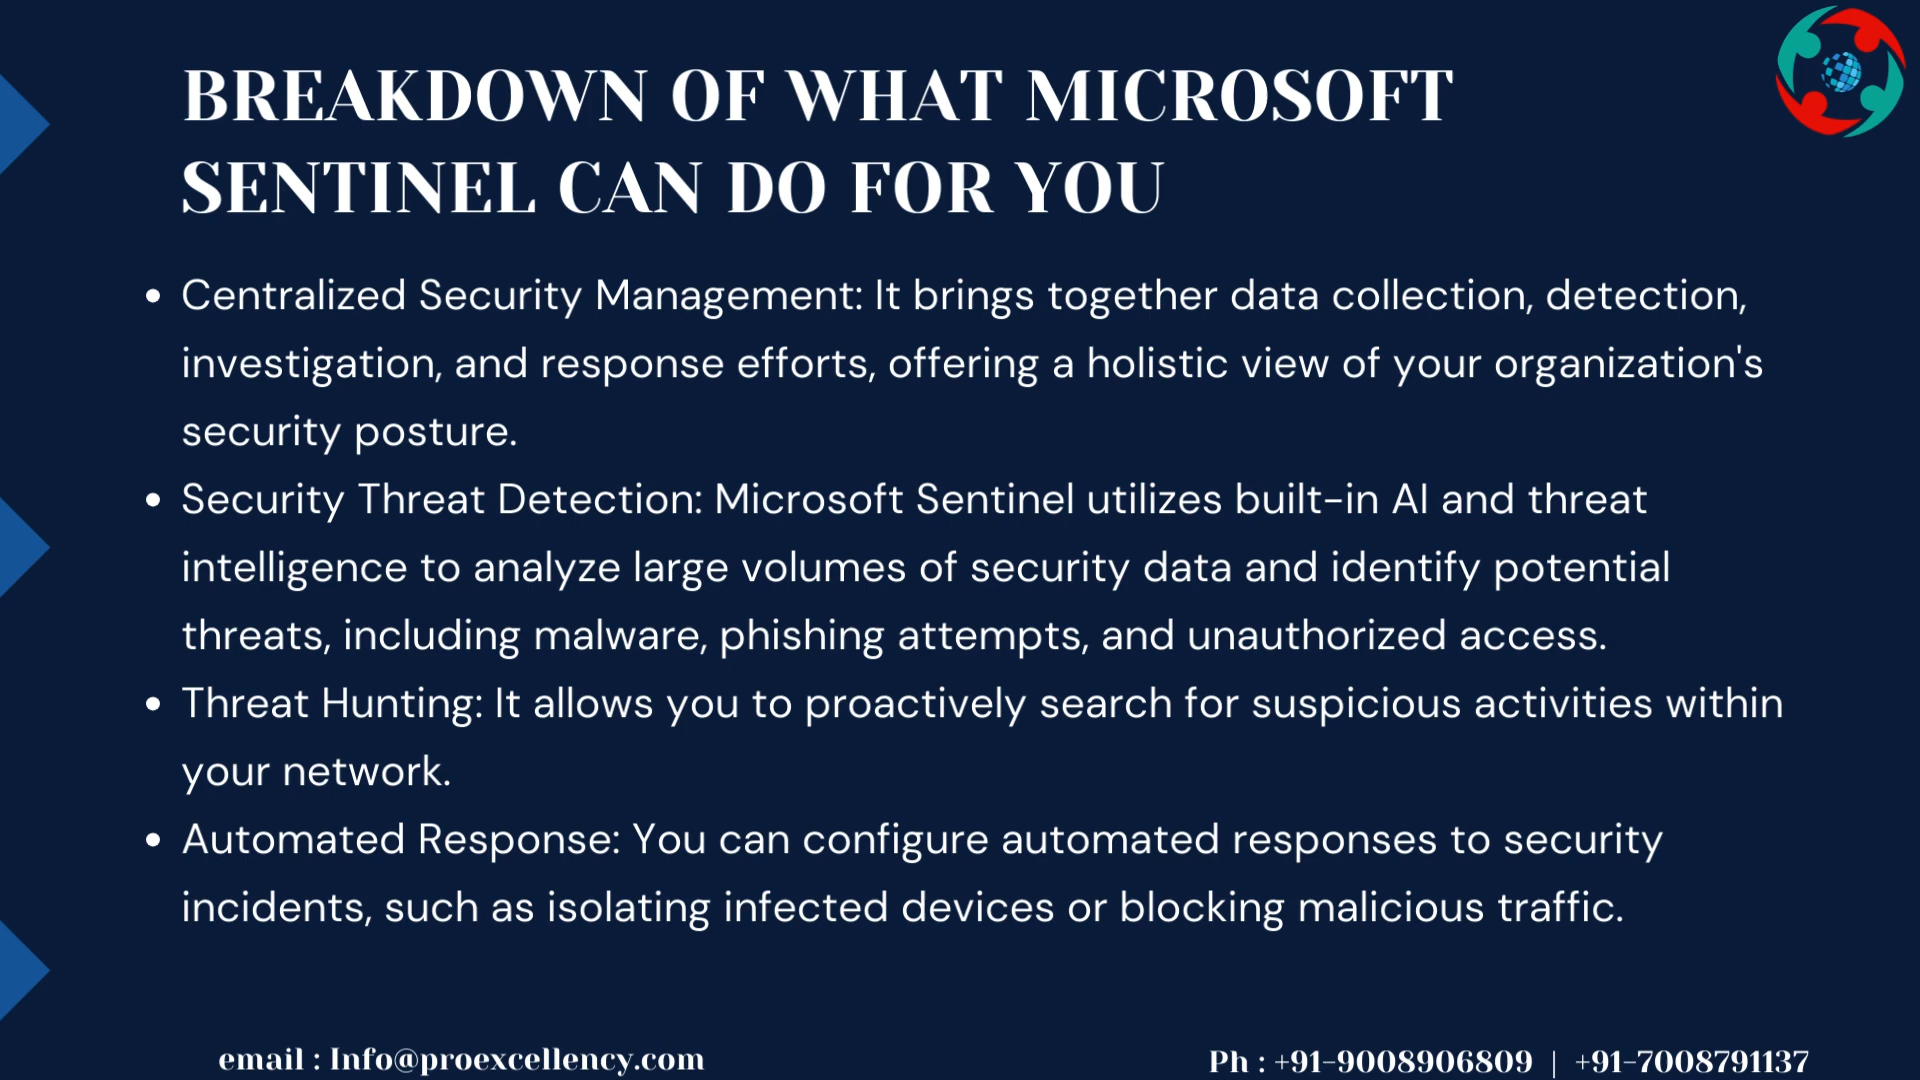 BREAKDOWN OF WHAT MICROSOFT
SENTINEL CAN DO FOR YOU
• Centralized Security Management: It brings together data collection, detection,
investigation, and response efforts, offering a holistic view of your organization's
security posture.
• Security Threat Detection: Microsoft Sentinel utilizes built-in AI and threat
intelligence to analyze large volumes of security data and identify potential
threats, including malware, phishing attempts, and unauthorized access.
• Threat Hunting: It allows you to proactively search for suspicious activities within
your network.
• Automated Response: You can configure automated responses to security
incidents, such as isolating infected devices or blocking malicious traffic.
email : Info@proexcellency.com
Ph : +91-9008906809 | +91-7008791137